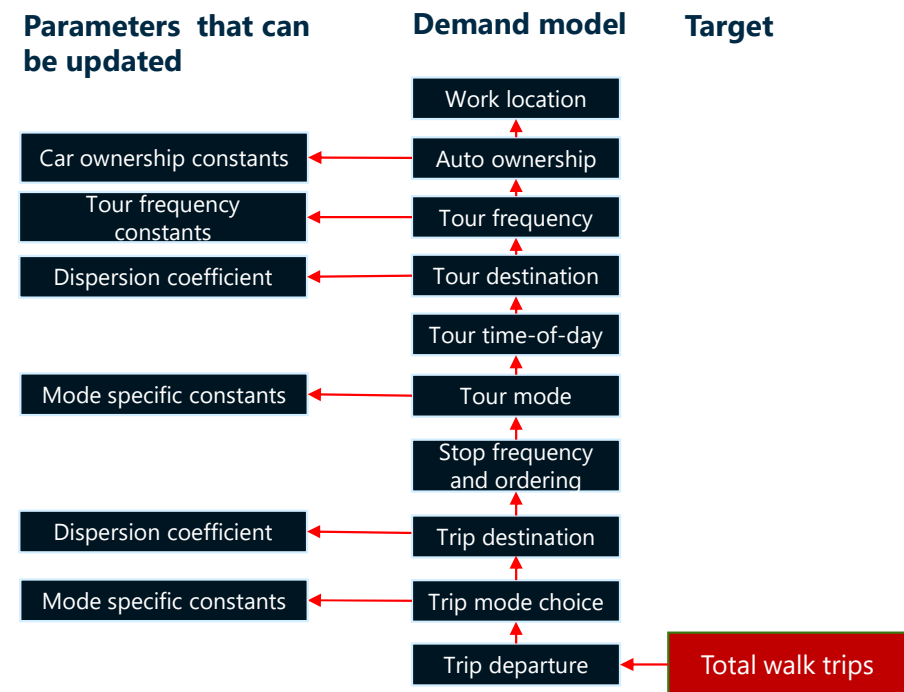 Parameters that can
be updated
Demand model
Target
Work location
Car ownership constants
Auto ownership
Tour frequency
constants
Tour frequency
Dispersion coefficient
Tour destination
Tour time-of-day
Mode specific constants
Tour mode
Stop frequency
and ordering
Dispersion coefficient
Trip destination
Mode specific constants
Trip mode choice
Trip departure
Total walk trips